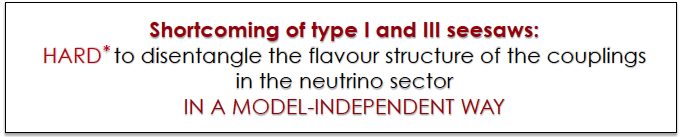 Shortcoming of type I and III seesaws:
HARD* to disentangle the flavour structure of the couplings
in the neutrino sector
IN A MODEL-INDEPENDENT WAY